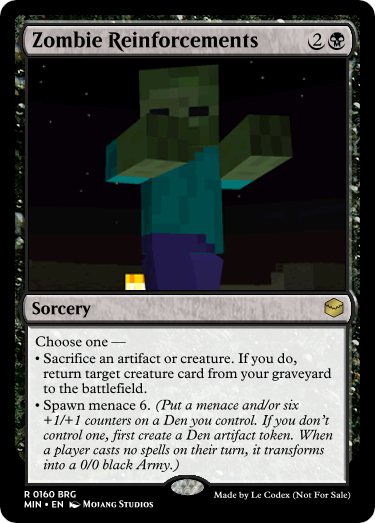 Zombie Reinforcements 2
Sorcery
Choose one —
• Sacrifice an artifact or creature. If you do,
return target creature card from your graveyard
to the battlefield.
• Spawn menace 6. (Put a menace and/or six
+1/+1 counters on a Den you control. If you don't
control one, first create a Den artifact token. When
a player casts no spells on their turn, it transforms
into a 0/0 black Army.)
R 0160 BRG
MIN • EN Mojang Studios
Made by Le Codex (Not For Sale)